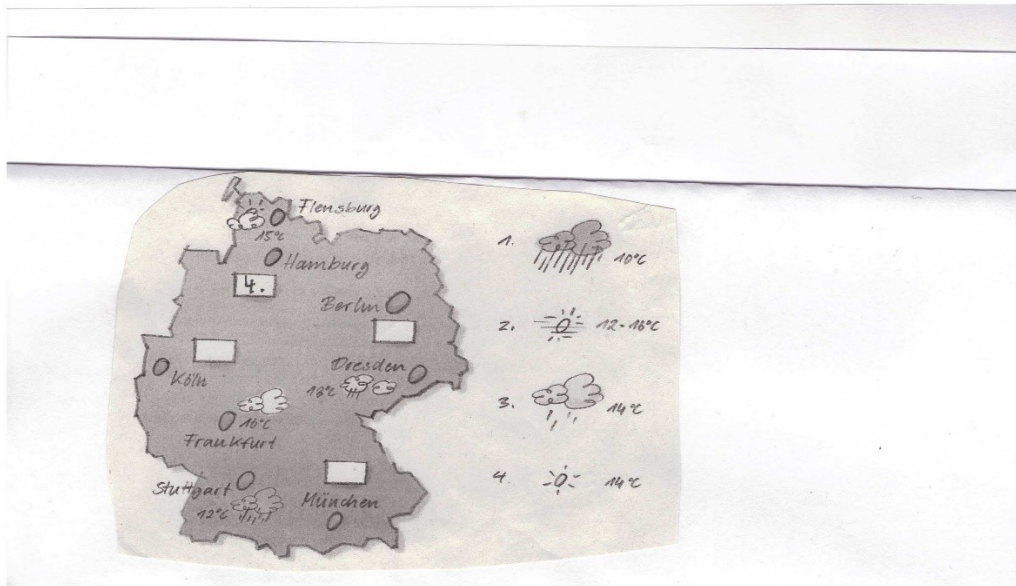 Flensburg
15°C
Hamburg
4.
Berlin
Köln
Dresden
13°C
16°C
Frankfurt
Stuttgart
12°C
München
1.
10°C
2.
12-16°C
3.
14°C
4.
14°C